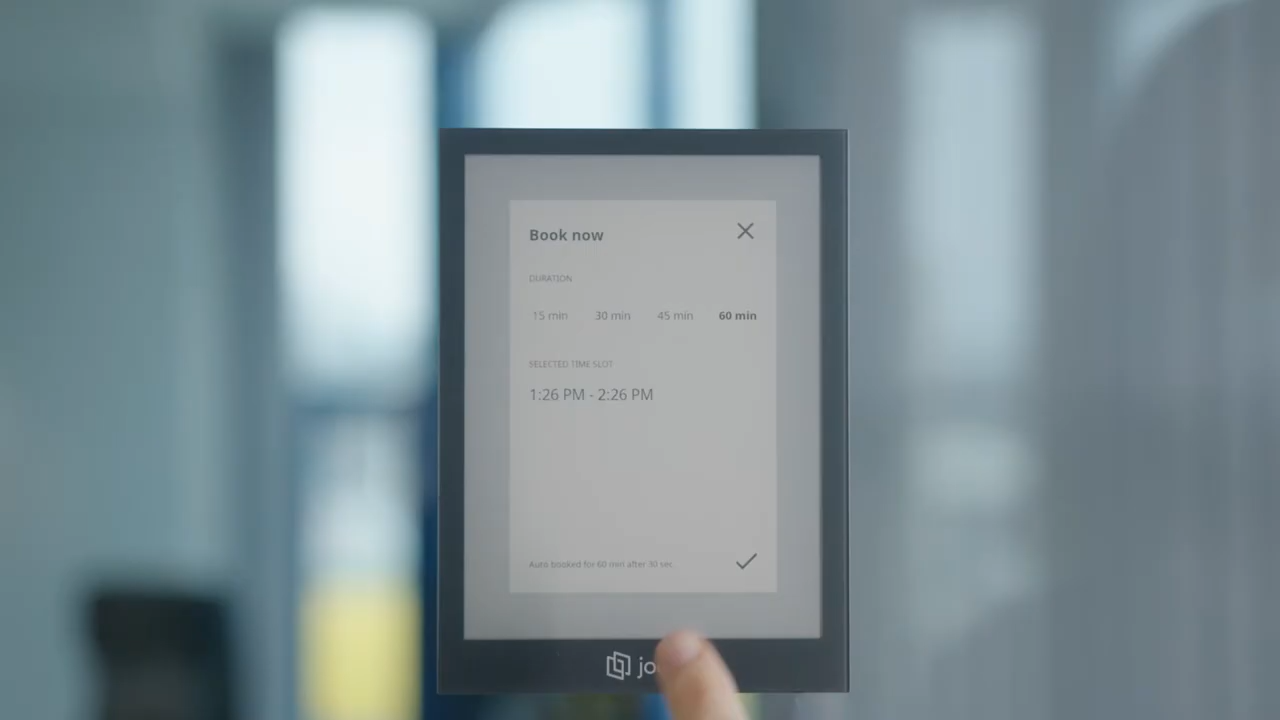 Book now
DURATION
15 min 30 min 45 min 60 min
SELECTED TIME SLOT
1:26 PM - 2:26 PM
Auto booked for 60 min after 30 sec.
jo